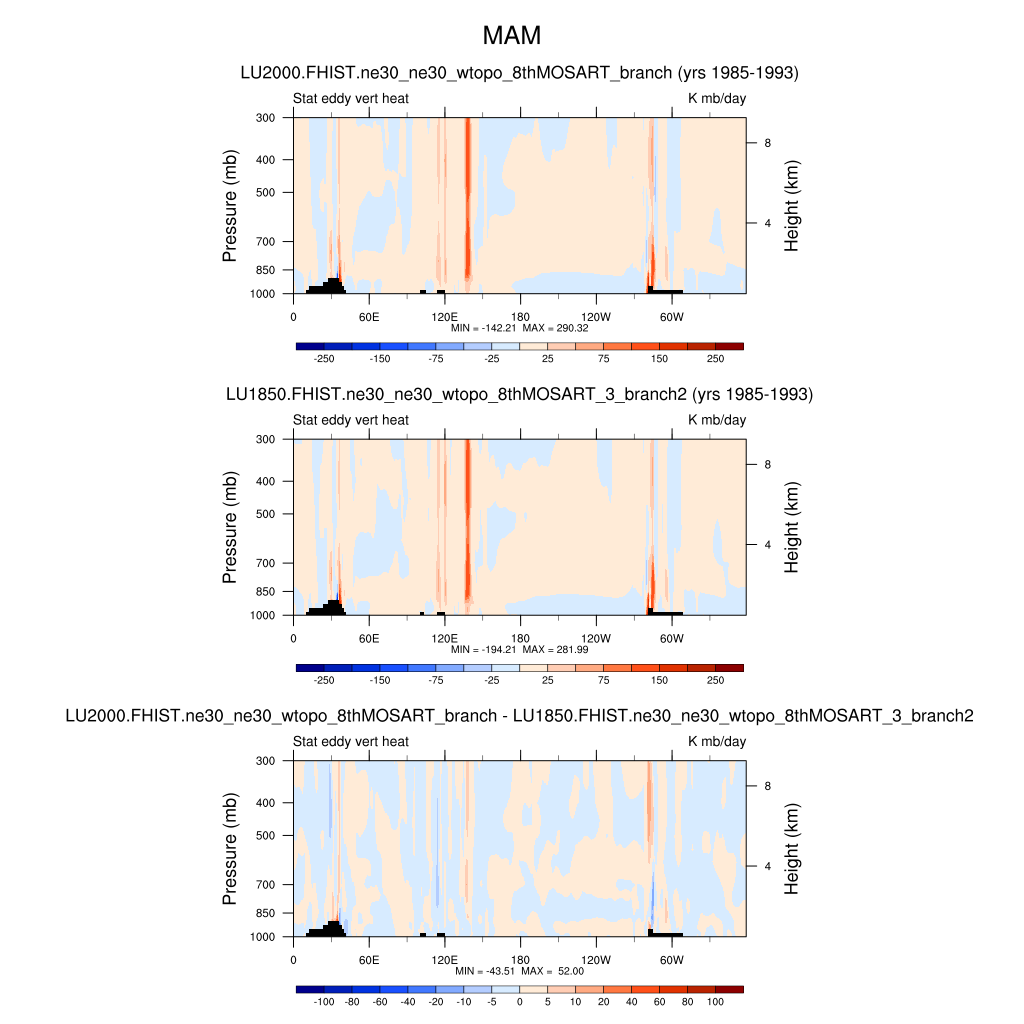 MAM
LU2000.FHIST.ne30_ne30_wtopo_8thMOSART_branch (yrs 1985-1993)
Stat eddy vert heat K mb/day
300
400
500
700
850
1000
Pressure (mb)
8
4
Height (km)
0 60E 120E 180 120W 60W
MIN = -142.21 MAX = 290.32
-250 -150 -75 -25 25 75 150 250
LU1850.FHIST.ne30_ne30_wtopo_8thMOSART_3_branch2 (yrs 1985-1993)
Stat eddy vert heat K mb/day
300
400
500
700
850
1000
Pressure (mb)
8
4
Height (km)
0 60E 120E 180 120W 60W
MIN = -194.21 MAX = 281.99
-250 -150 -75 -25 25 75 150 250
LU2000.FHIST.ne30_ne30_wtopo_8thMOSART_branch - LU1850.FHIST.ne30_ne30_wtopo_8thMOSART_3_branch2
Stat eddy vert heat K mb/day
300
400
500
700
850
1000
Pressure (mb)
8
4
Height (km)
0 60E 120E 180 120W 60W
MIN = -43.51 MAX = 52.00
-100 -80 -60 -40 -20 -10 -5 0 5 10 20 40 60 80 100